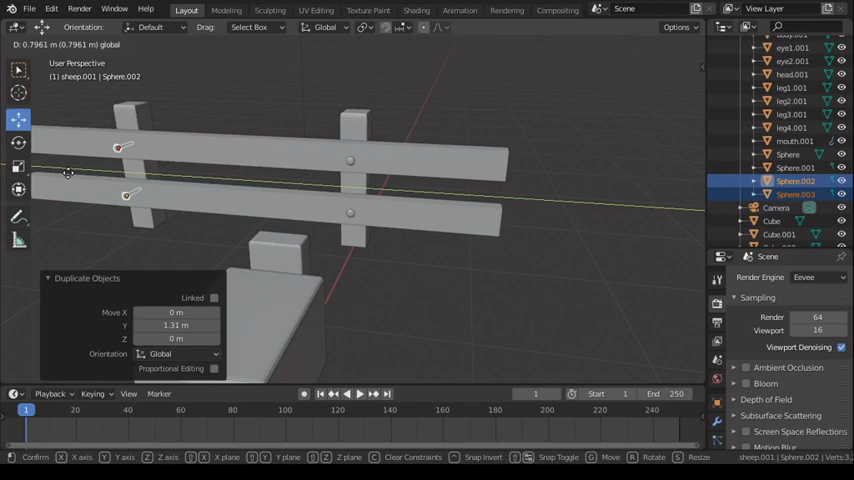 File Edit Render Window Help Layout Modeling Sculpting UV Editing Texture Paint Shading Animation Rendering Compositing Scene View Layer
Orientation: Default Drag: Select Box Global Options
D: 0.7961 m (0.7961 m) global
User Perspective
(1) sheep.001 | Sphere.002
eye1.001
eye2.001
head.001
leg1.001
leg2.001
leg3.001
leg4.001
mouth.001
Sphere
Sphere.001
Sphere.002
Sphere.003
Camera
Cube
Cube.001
Scene
Render Engine Eevee
Sampling
Render 64
Viewport 16
Viewport Denoising
Ambient Occlusion
Bloom
Depth of Field
Subsurface Scattering
Screen Space Reflections
Motion Blur
Duplicate Objects
Linked
Move X 0 m
Y 1.31 m
Z 0 m
Orientation Global
Proportional Editing
Playback Keying View Marker 1 Start 1 End 250
1 20 40 60 80 100 120 140 160 180 200 220 240
Confirm X X axis Y Y axis Z Z axis X X plane Y Y plane Z Z plane C Clear Constraints Snap Invert Snap Toggle G Move R Rotate S Resize sheep.001 | Sphere.002